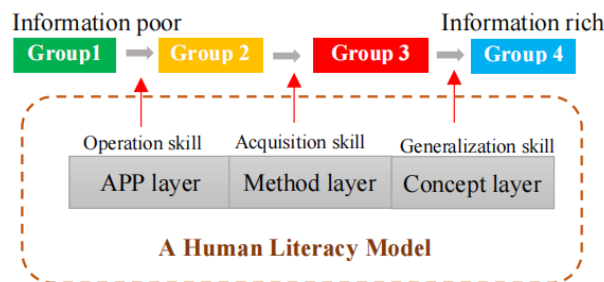 Information poor Information rich
Group1 Group 2 Group 3 Group 4
Operation skill Acquisition skill Generalization skill
APP layer Method layer Concept layer
A Human Literacy Model